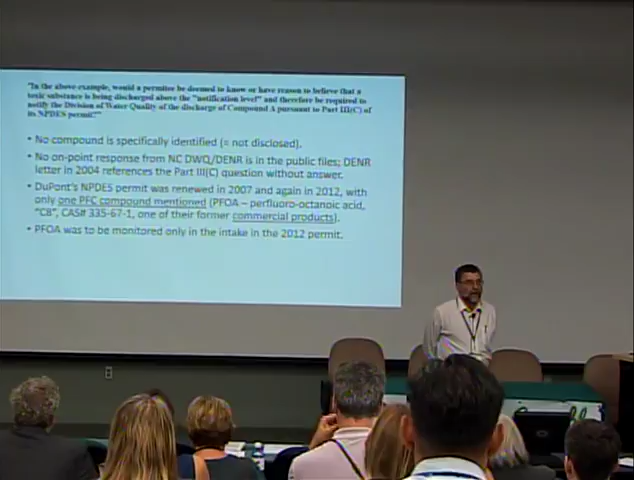 "In the above example, would a permittee be deemed to know or have reason to believe that a
toxic substance is being discharged above the "notification level" and therefore be required to
notify the Division of Water Quality of the discharge of Compound A pursuant to Part III(C) of
its NPDES permit?"
• No compound is specifically identified (= not disclosed).
• No on-point response from NC DWQ/DENR is in the public files; DENR
letter in 2004 references the Part III(C) question without answer.
• DuPont's NPDES permit was renewed in 2007 and again in 2012, with
only one PFC compound mentioned (PFOA – perfluoro-octanoic acid,
"C8", CAS# 335-67-1, one of their former commercial products).
• PFOA was to be monitored only in the intake in the 2012 permit.